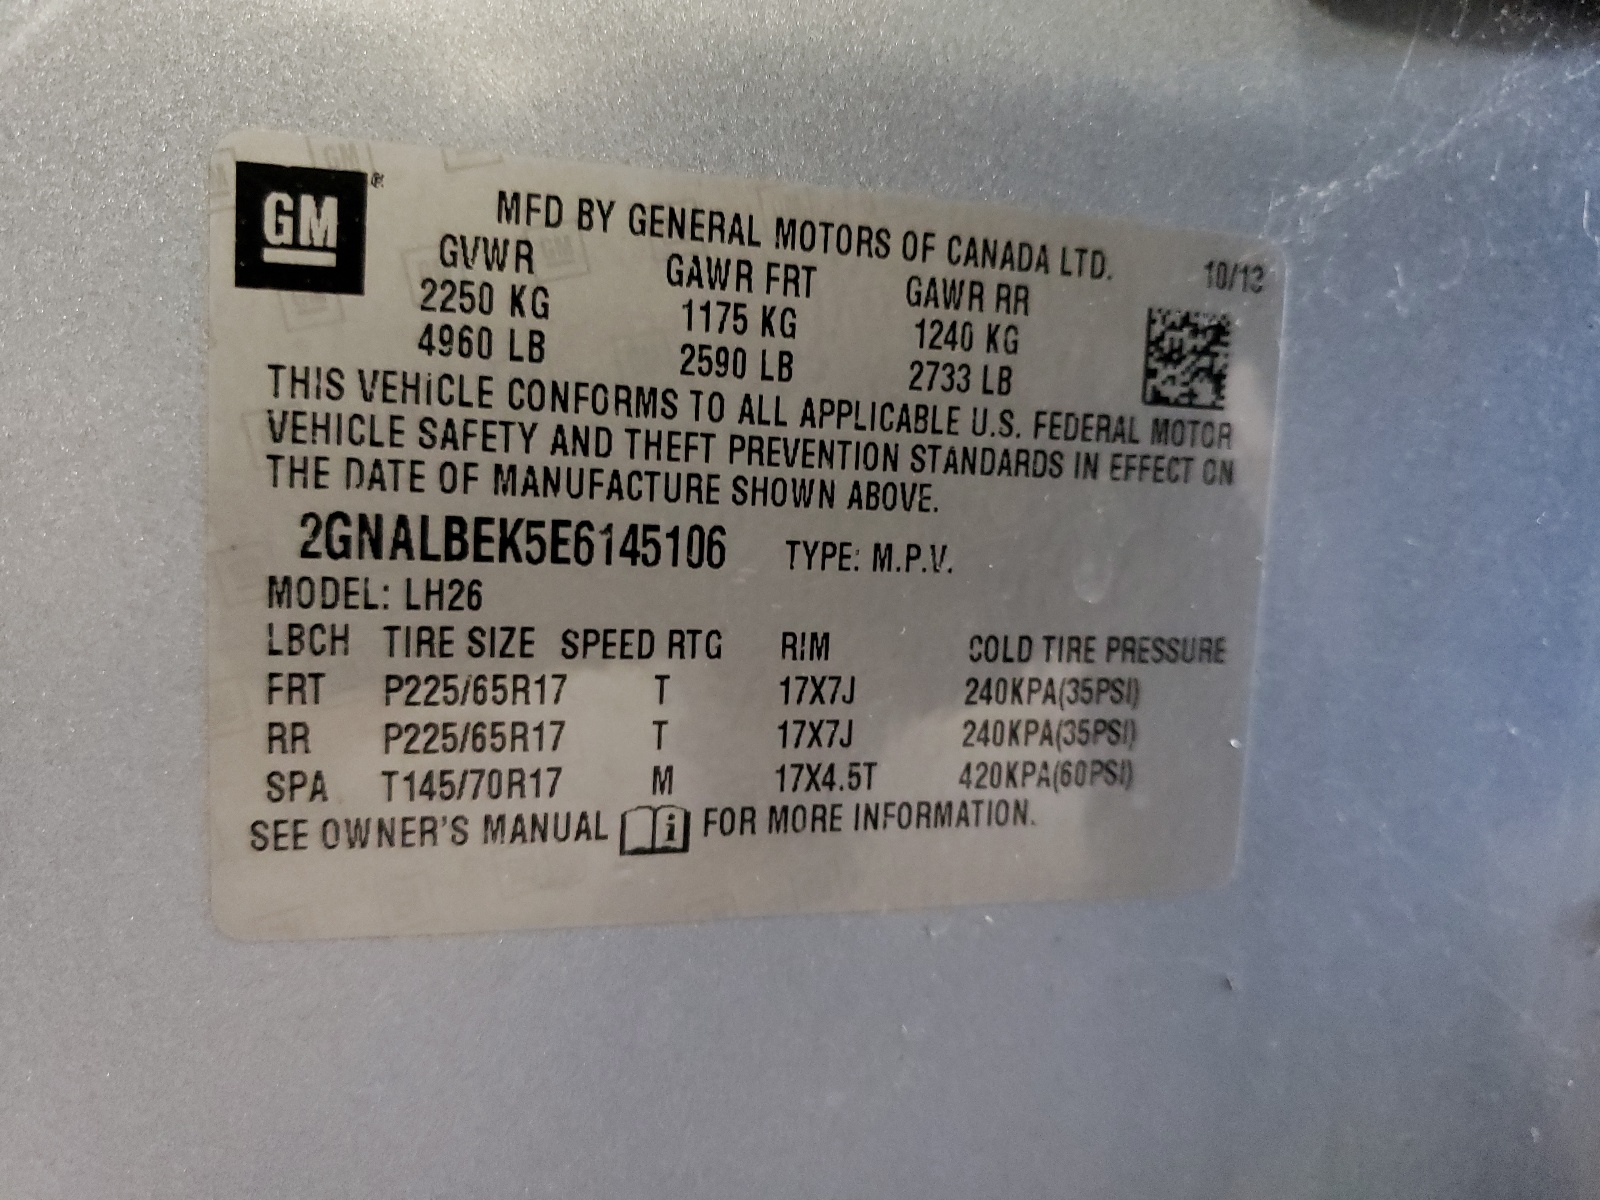 GM ®
MFD BY GENERAL MOTORS OF CANADA LTD.
10/13
GVWR GAWR FRT GAWR RR
2250 KG 1175 KG 1240 KG
4960 LB 2590 LB 2733 LB
THIS VEHICLE CONFORMS TO ALL APPLICABLE U.S. FEDERAL MOTOR
VEHICLE SAFETY AND THEFT PREVENTION STANDARDS IN EFFECT ON
THE DATE OF MANUFACTURE SHOWN ABOVE.
2GNALBEK5E6145106 TYPE: M.P.V.
MODEL: LH26
LBCH TIRE SIZE SPEED RTG RIM COLD TIRE PRESSURE
FRT P225/65R17 T 17X7J 240KPA(35PSI)
RR P225/65R17 T 17X7J 240KPA(35PSI)
SPA T145/70R17 M 17X4.5T 420KPA(60PSI)
SEE OWNER'S MANUAL i FOR MORE INFORMATION.